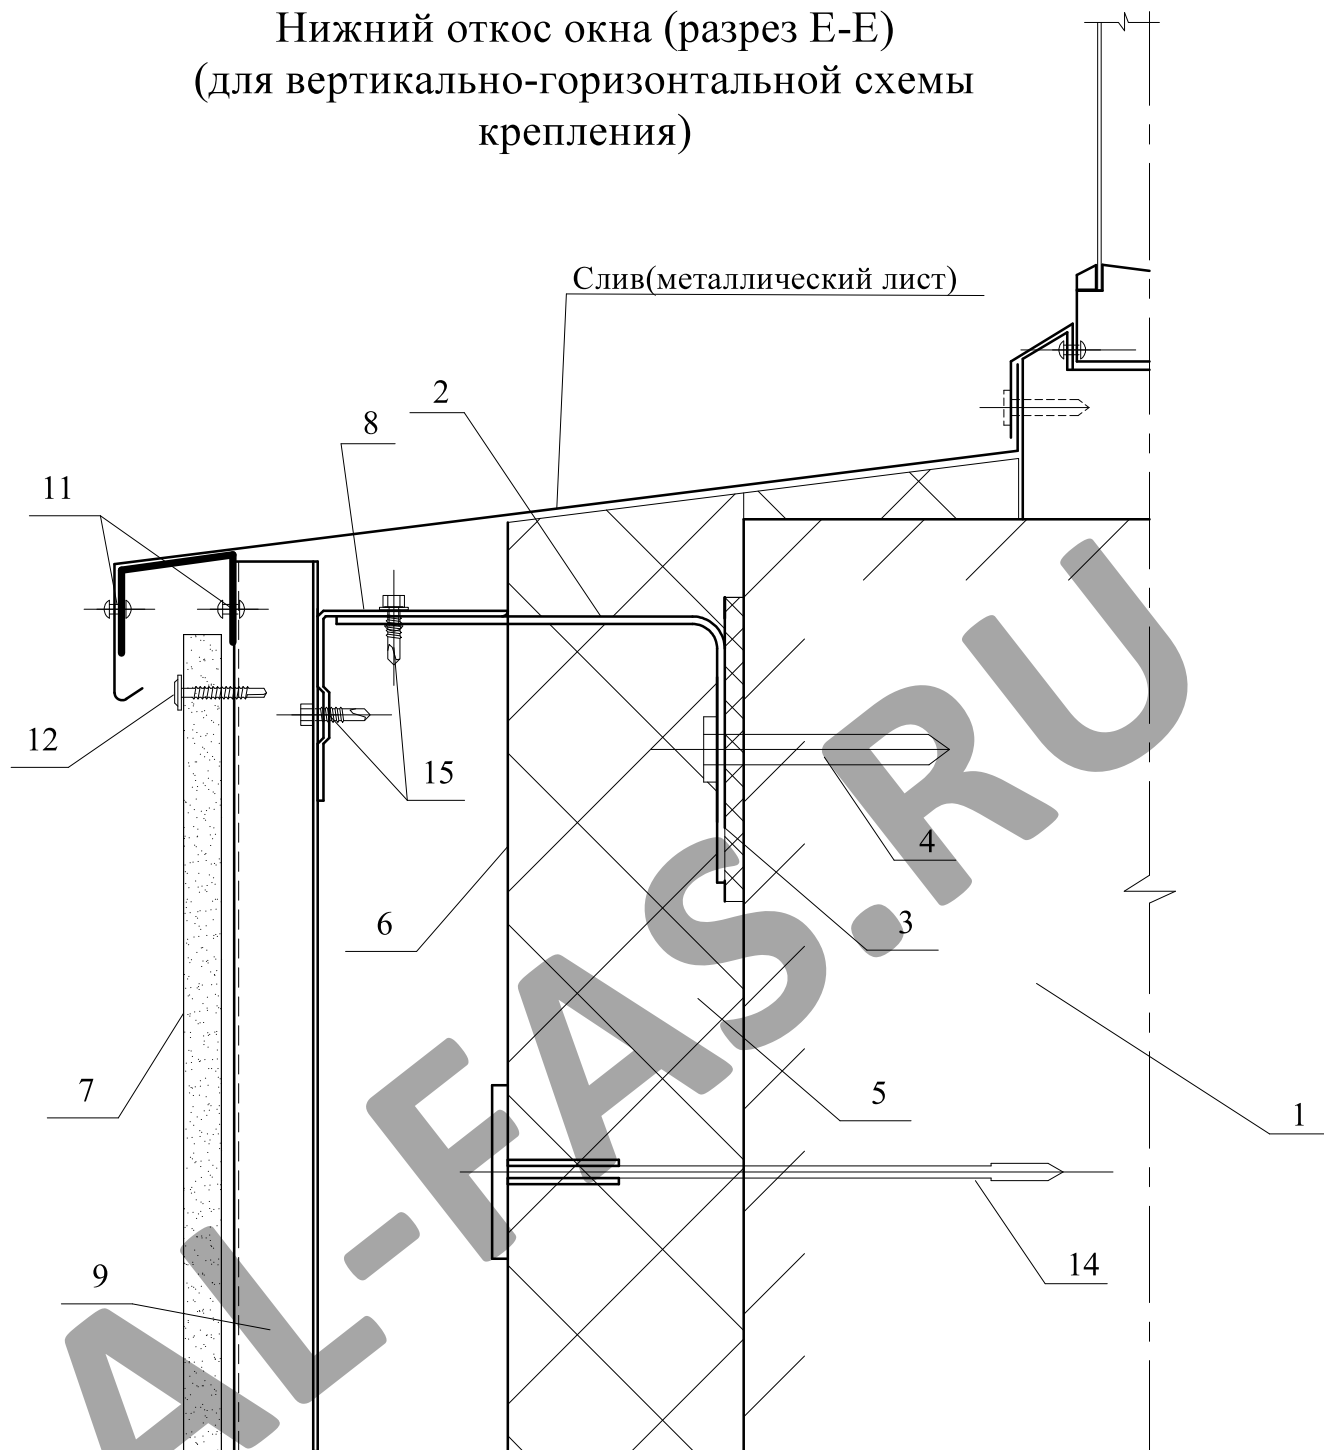 Нижний откос окна (разрез Е-Е)
(для вертикально-горизонтальной схемы
крепления)
Слив(металлический лист)
2
8
11
12
15
4
6
3
7
5
1
14
9
AL-FAS.RU